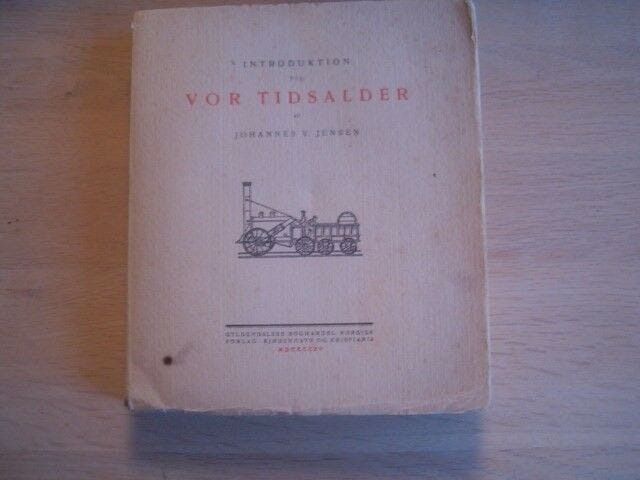 INTRODUKTION
TIL
VOR TIDSALDER
AF
JOHANNES V. JENSEN
GYLDENDALSKE BOGHANDEL NORDISK
FORLAG · KJØBENHAVN OG KRISTIANIA